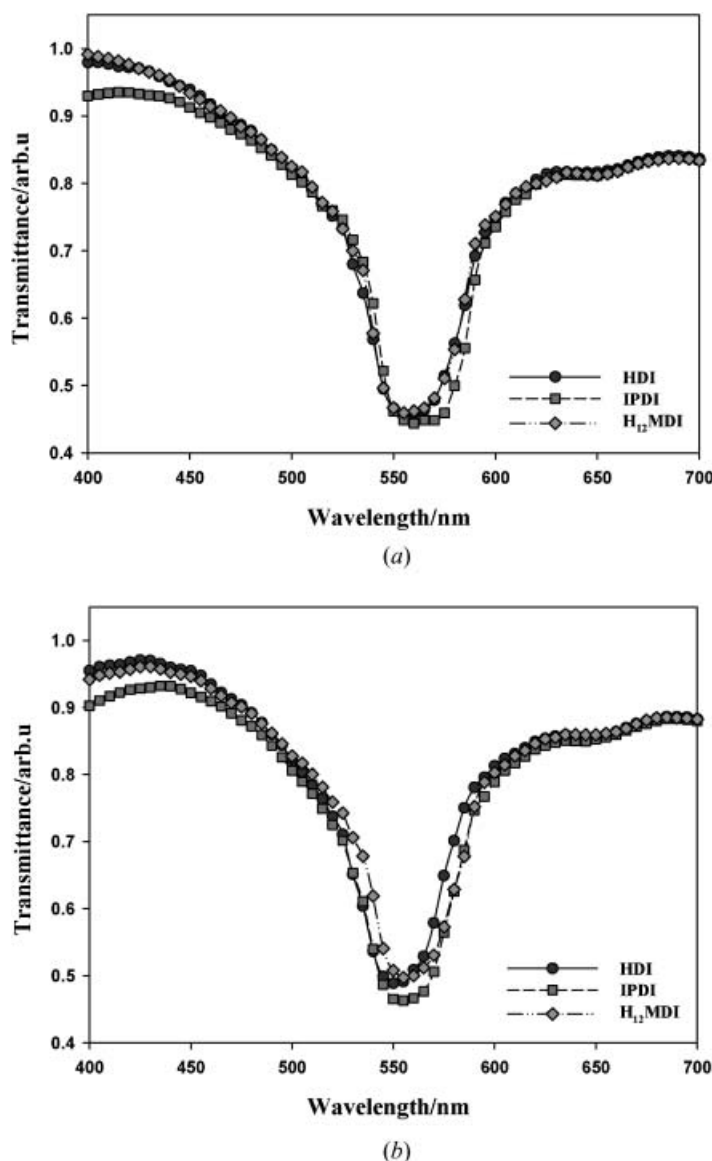 1.0
0.9
0.8
0.7
0.6
0.5
0.4
Transmittance/arb.u
HDI
IPDI
H₁₂MDI
400 450 500 550 600 650 700
Wavelength/nm
(a)
1.0
0.9
0.8
0.7
0.6
0.5
0.4
Transmittance/arb.u
HDI
IPDI
H₁₂MDI
400 450 500 550 600 650 700
Wavelength/nm
(b)